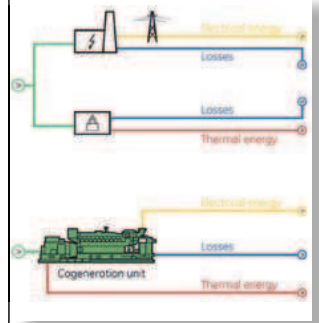 Electrical energy
Losses
Losses
Thermal energy
Electrical energy
Losses
Cogeneration unit
Thermal energy